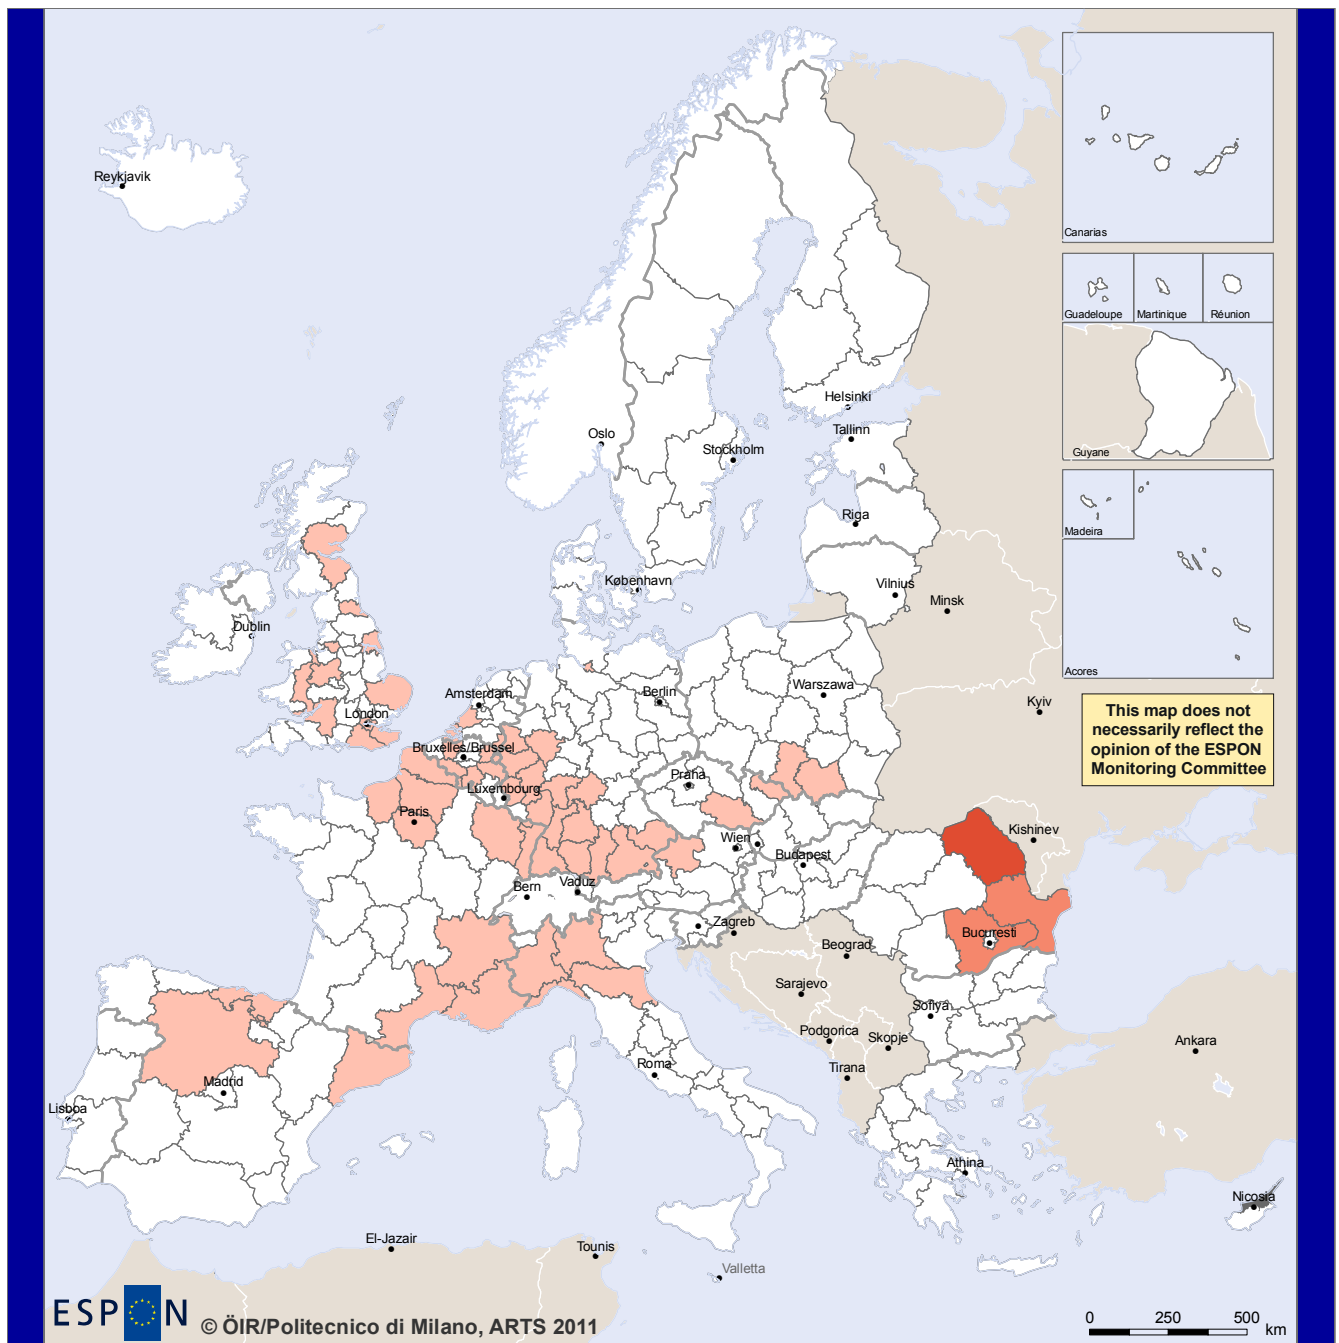 Canarias
Guadeloupe
Martinique
Réunion
Guyane
Madeira
Acores
This map does not
necessarily reflect the
opinion of the ESPON
Monitoring Committee
Reykjavik
Helsinki
Tallinn
Oslo
Stockholm
Riga
København
Vilnius
Minsk
Dublin
Amsterdam
Berlin
Warszawa
London
Kyiv
Bruxelles/Brussel
Praha
Luxembourg
Paris
Wien
Kishinev
Budapest
Bern
Vaduz
Zagreb
Bucuresti
Beograd
Sarajevo
Sofiya
Podgorica
Skopje
Ankara
Roma
Tirana
Madrid
Lisboa
Athina
Nicosia
El-Jazair
Tounis
Valletta
ESPON
© ÖIR/Politecnico di Milano, ARTS 2011
0 250 500
km